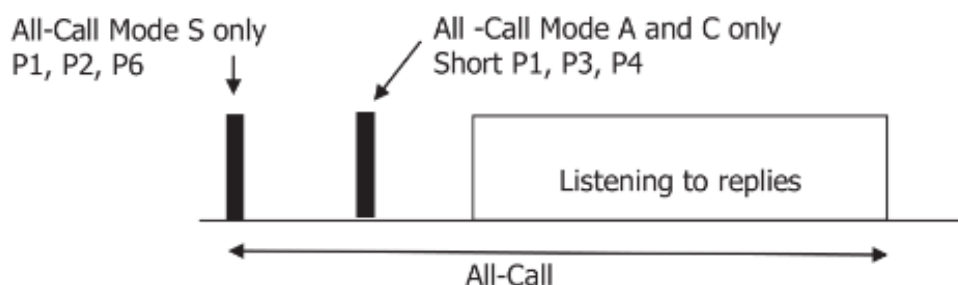 All-Call Mode S only
P1, P2, P6
All -Call Mode A and C only
Short P1, P3, P4
Listening to replies
All-Call